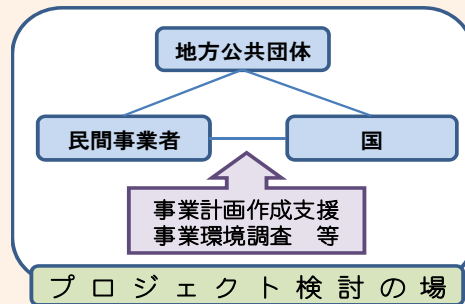 地方公共団体
民間事業者
国
事業計画作成支援
事業環境調査　等
プロジェクト検討の場